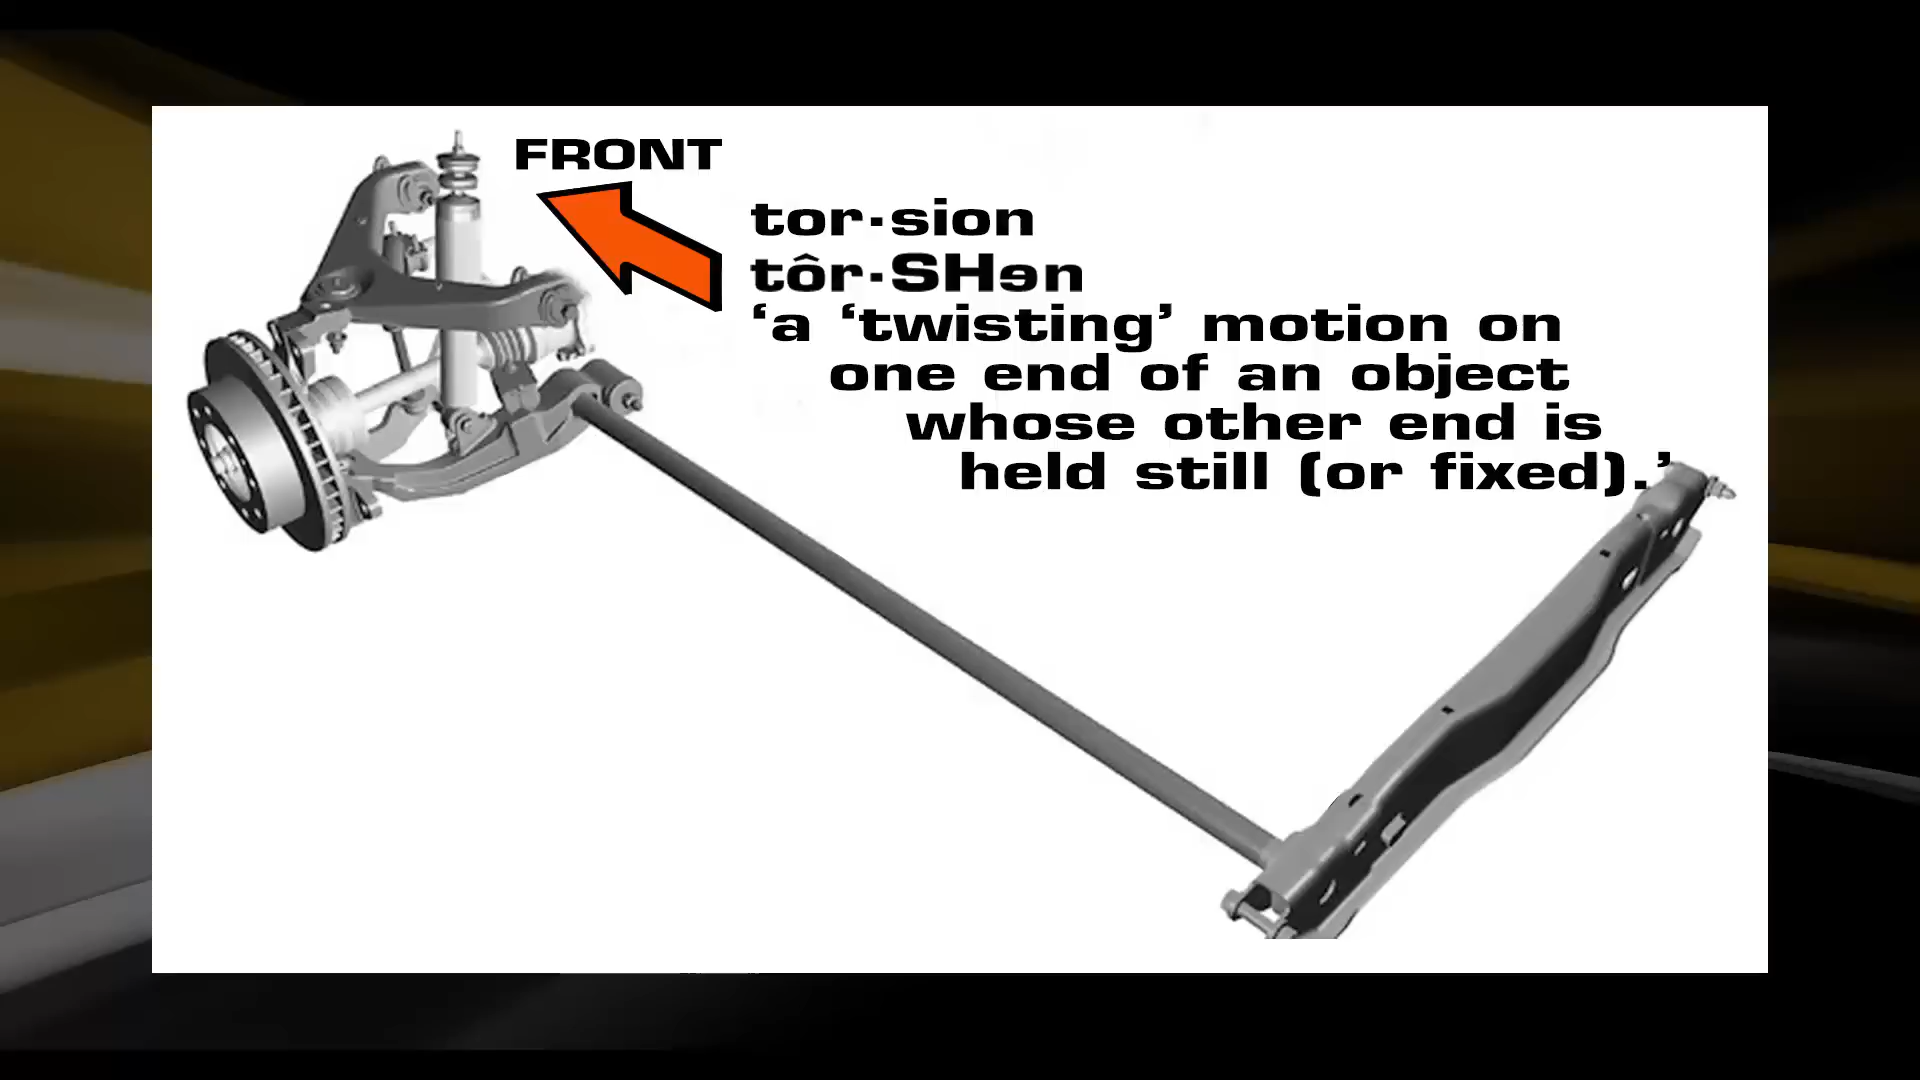 FRONT
tor·sion
tôr·SHən
‘a ‘twisting’ motion on
one end of an object
whose other end is
held still (or fixed).’